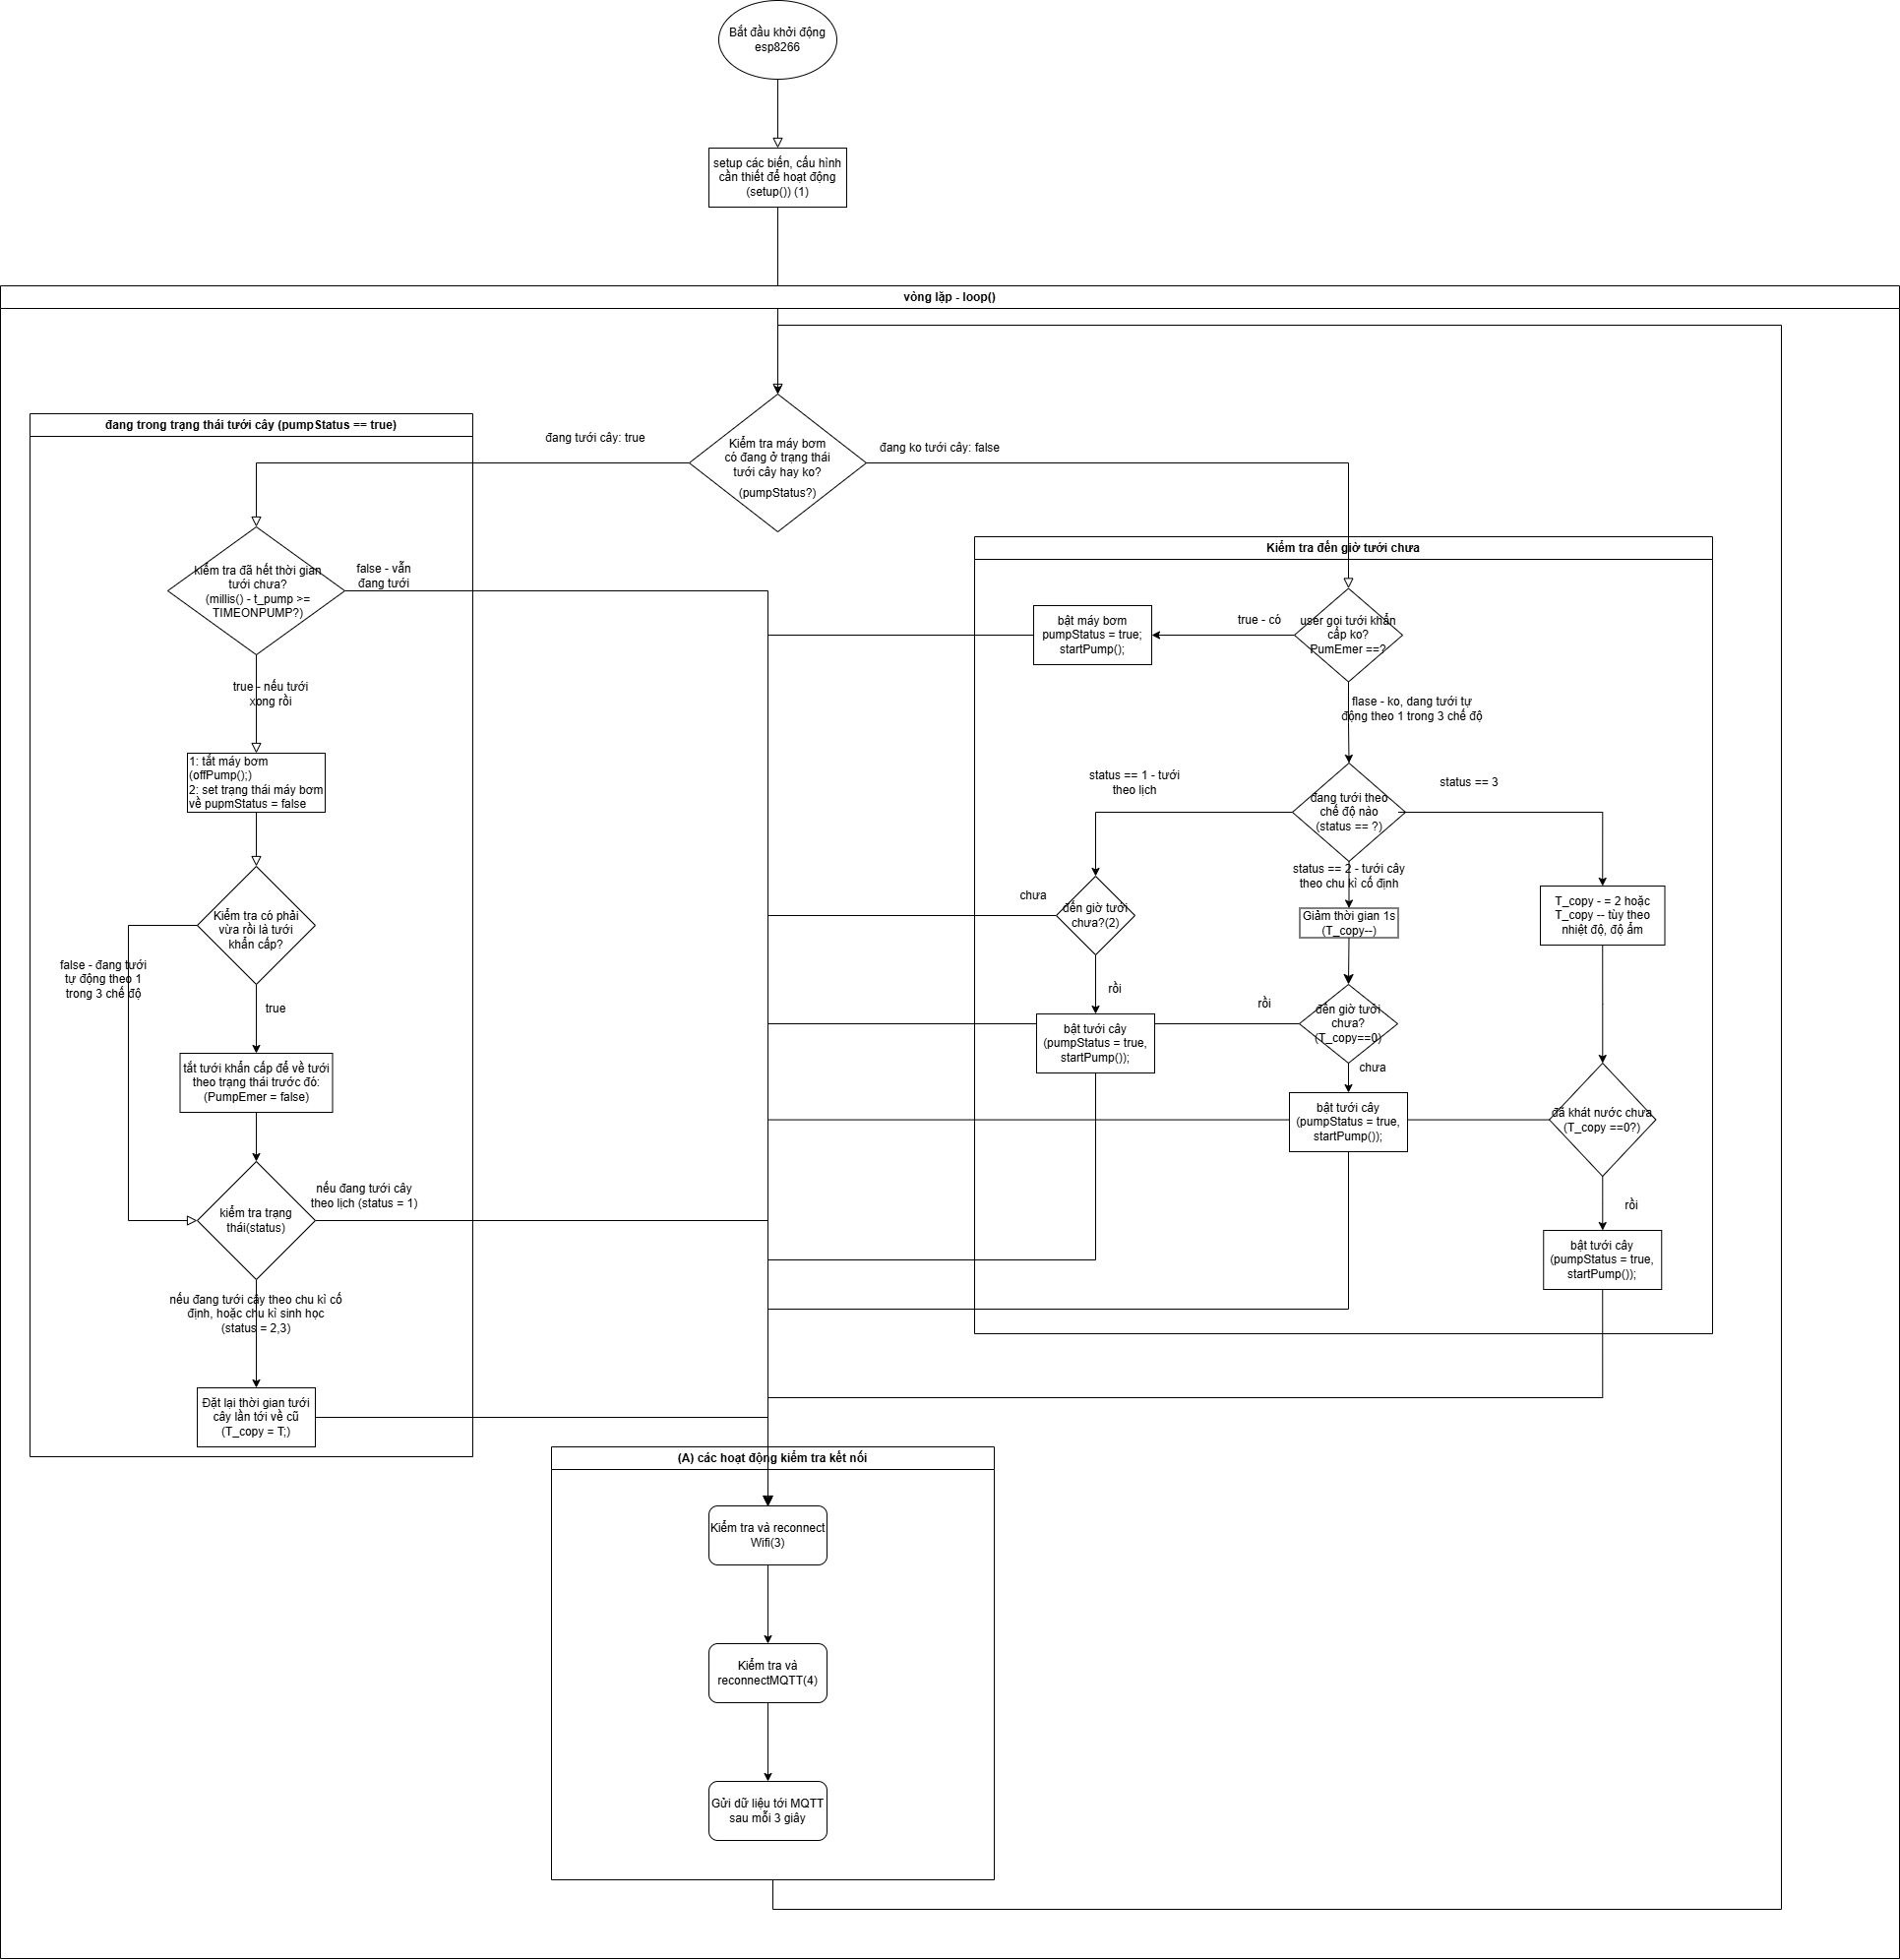 Bắt đầu khởi động
esp8266
setup các biến, cấu hình
cần thiết để hoạt động
(setup()) (1)
vòng lặp - loop()
đang trong trạng thái tưới cây (pumpStatus == true)
đang tưới cây: true
Kiểm tra máy bơm
có đang ở trạng thái
tưới cây hay ko?
(pumpStatus?)
đang ko tưới cây: false
kiểm tra đã hết thời gian
tưới chưa?
(millis() - t_pump >=
TIMEONPUMP?)
false - vẫn
đang tưới
true - nếu tưới
xong rồi
1: tắt máy bơm
(offPump();)
2: set trạng thái máy bơm
về pupmStatus = false
Kiểm tra có phải
vừa rồi là tưới
khẩn cấp?
false - đang tưới
tự động theo 1
trong 3 chế độ
true
tắt tưới khẩn cấp để về tưới
theo trạng thái trước đó:
(PumpEmer = false)
kiểm tra trạng
thái(status)
nếu đang tưới cây
theo lịch (status = 1)
nếu đang tưới cây theo chu kì cố
định, hoặc chu kì sinh học
(status = 2,3)
Đặt lại thời gian tưới
cây lần tới về cũ
(T_copy = T;)
Kiểm tra đến giờ tưới chưa
user gọi tưới khẩn
cấp ko?
PumEmer ==?
true - có
bật máy bơm
pumpStatus = true;
startPump();
flase - ko, dang tưới tự
động theo 1 trong 3 chế độ
đang tưới theo
chế độ nào
(status == ?)
status == 1 - tưới
theo lịch
status == 3
status == 2 - tưới cây
theo chu kì cố định
đến giờ tưới
chưa?(2)
chưa
rồi
bật tưới cây
(pumpStatus = true,
startPump());
Giảm thời gian 1s
(T_copy--)
đến giờ tưới
chưa?
(T_copy==0)
rồi
chưa
bật tưới cây
(pumpStatus = true,
startPump());
T_copy - = 2 hoặc
T_copy -- tùy theo
nhiệt độ, độ ẩm
đã khát nước chưa
(T_copy ==0?)
rồi
bật tưới cây
(pumpStatus = true,
startPump());
(A) các hoạt động kiểm tra kết nối
Kiểm tra và reconnect
Wifi(3)
Kiểm tra và
reconnectMQTT(4)
Gửi dữ liệu tới MQTT
sau mỗi 3 giây